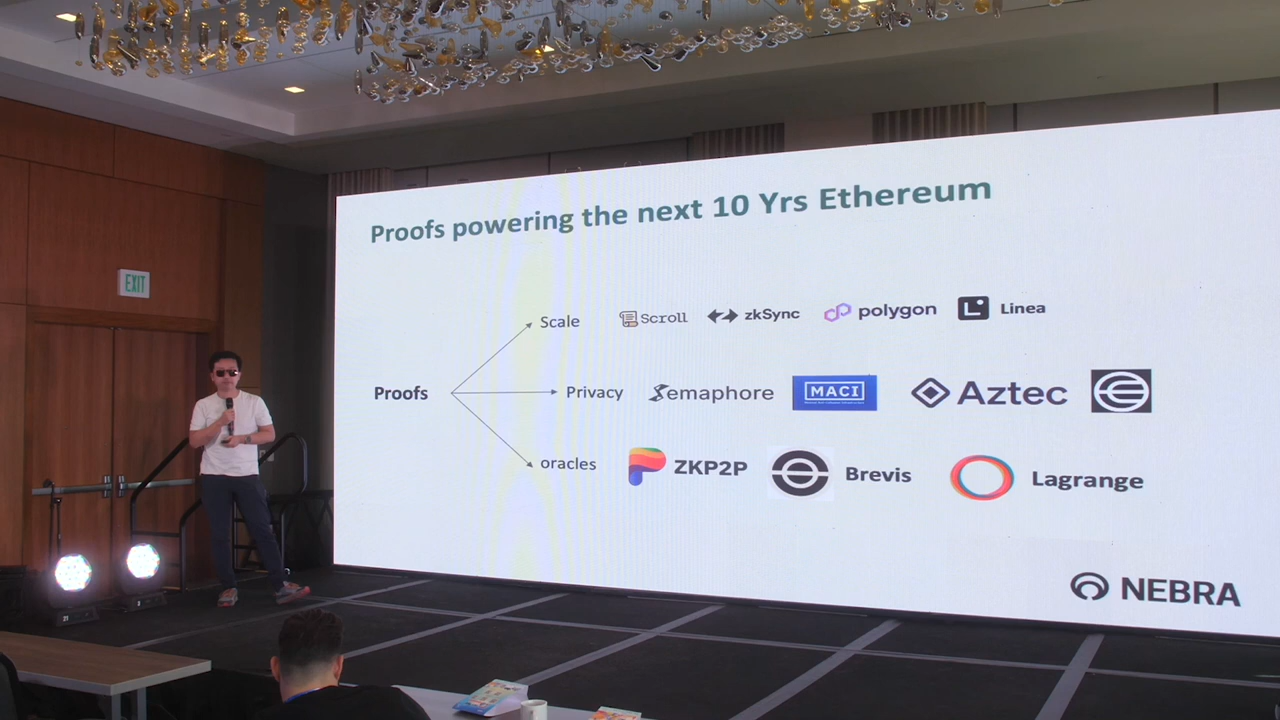 Proofs powering the next 10 Yrs Ethereum
EXIT
Scale Scroll zkSync polygon Linea
Proofs Privacy Semaphore MACI Aztec
oracles ZKP2P Brevis Lagrange
NEBRA